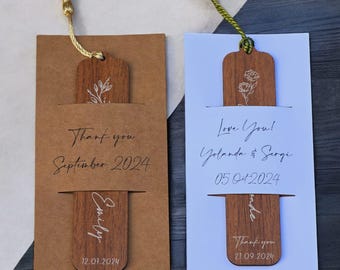 Thank you
September 2024
Emily
12.09.2024
Love You!
Yolanda & Sergi
05.Oct.2024
Thank you
21.09.2024